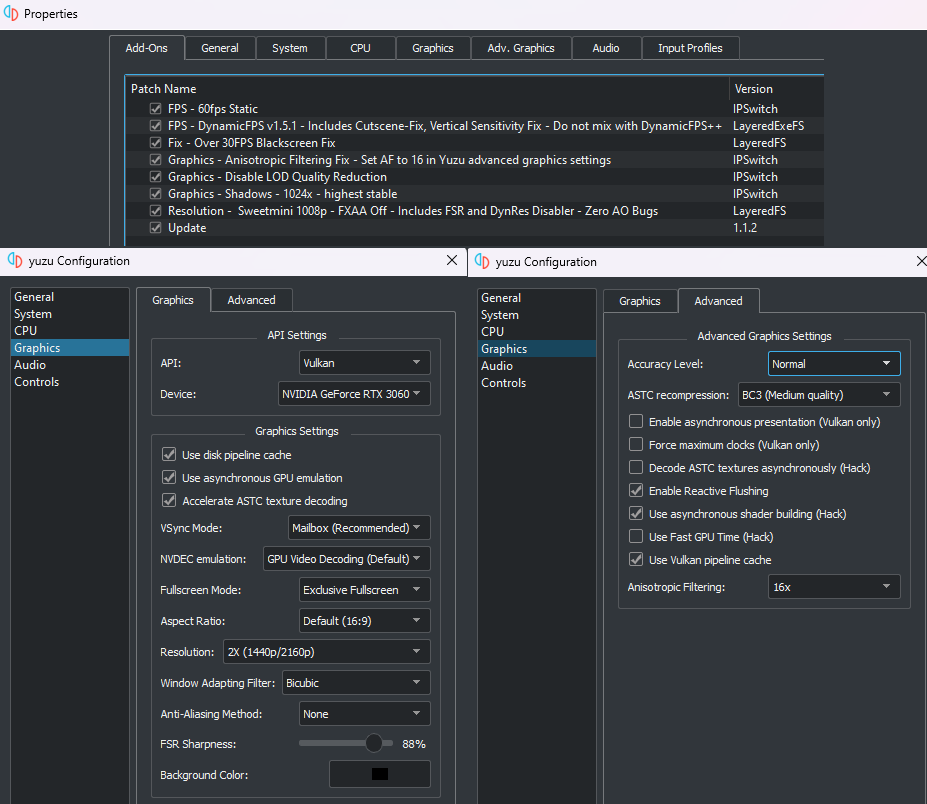 Properties
Add-Ons
General
System
CPU
Graphics
Adv. Graphics
Audio
Input Profiles
Patch Name Version
FPS - 60fps Static IPSwitch
FPS - DynamicFPS v1.5.1 - Includes Cutscene-Fix, Vertical Sensitivity Fix - Do not mix with DynamicFPS++ LayeredExeFS
Fix - Over 30FPS Blackscreen Fix LayeredFS
Graphics - Anisotropic Filtering Fix - Set AF to 16 in Yuzu advanced graphics settings IPSwitch
Graphics - Disable LOD Quality Reduction IPSwitch
Graphics - Shadows - 1024x - highest stable IPSwitch
Resolution - Sweetmini 1008p - FXAA Off - Includes FSR and DynRes Disabler - Zero AO Bugs LayeredFS
Update 1.1.2
yuzu Configuration
General
System
CPU
Graphics
Audio
Controls
Graphics
Advanced
API Settings
API: Vulkan
Device: NVIDIA GeForce RTX 3060
Graphics Settings
Use disk pipeline cache
Use asynchronous GPU emulation
Accelerate ASTC texture decoding
VSync Mode: Mailbox (Recommended)
NVDEC emulation: GPU Video Decoding (Default)
Fullscreen Mode: Exclusive Fullscreen
Aspect Ratio: Default (16:9)
Resolution: 2X (1440p/2160p)
Window Adapting Filter: Bicubic
Anti-Aliasing Method: None
FSR Sharpness: 88%
Background Color:
yuzu Configuration
General
System
CPU
Graphics
Audio
Controls
Graphics
Advanced
Advanced Graphics Settings
Accuracy Level: Normal
ASTC recompression: BC3 (Medium quality)
Enable asynchronous presentation (Vulkan only)
Force maximum clocks (Vulkan only)
Decode ASTC textures asynchronously (Hack)
Enable Reactive Flushing
Use asynchronous shader building (Hack)
Use Fast GPU Time (Hack)
Use Vulkan pipeline cache
Anisotropic Filtering: 16x